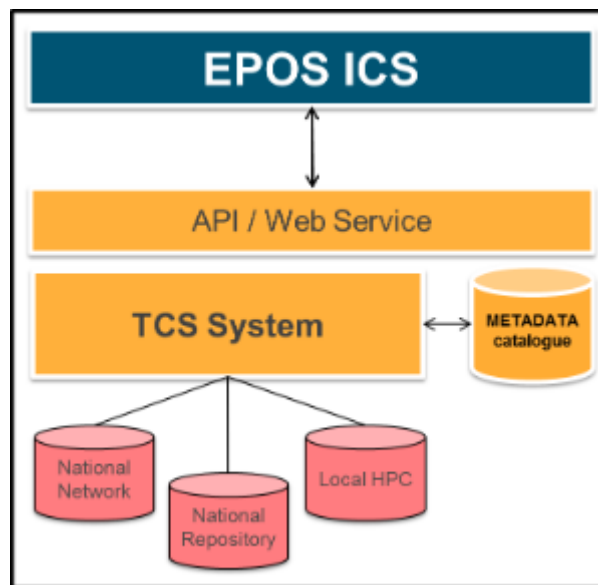 EPOS ICS
API / Web Service
TCS System
METADATA
catalogue
National
Network
National
Repository
Local HPC